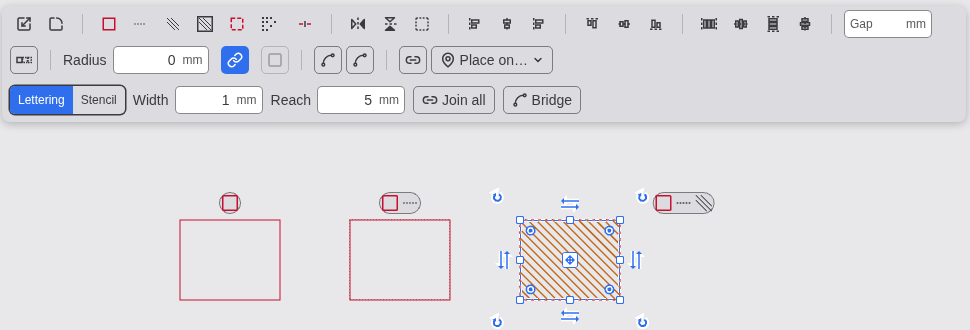 Gap mm
Radius 0 mm Place on...
Lettering Stencil Width 1 mm Reach 5 mm Join all Bridge